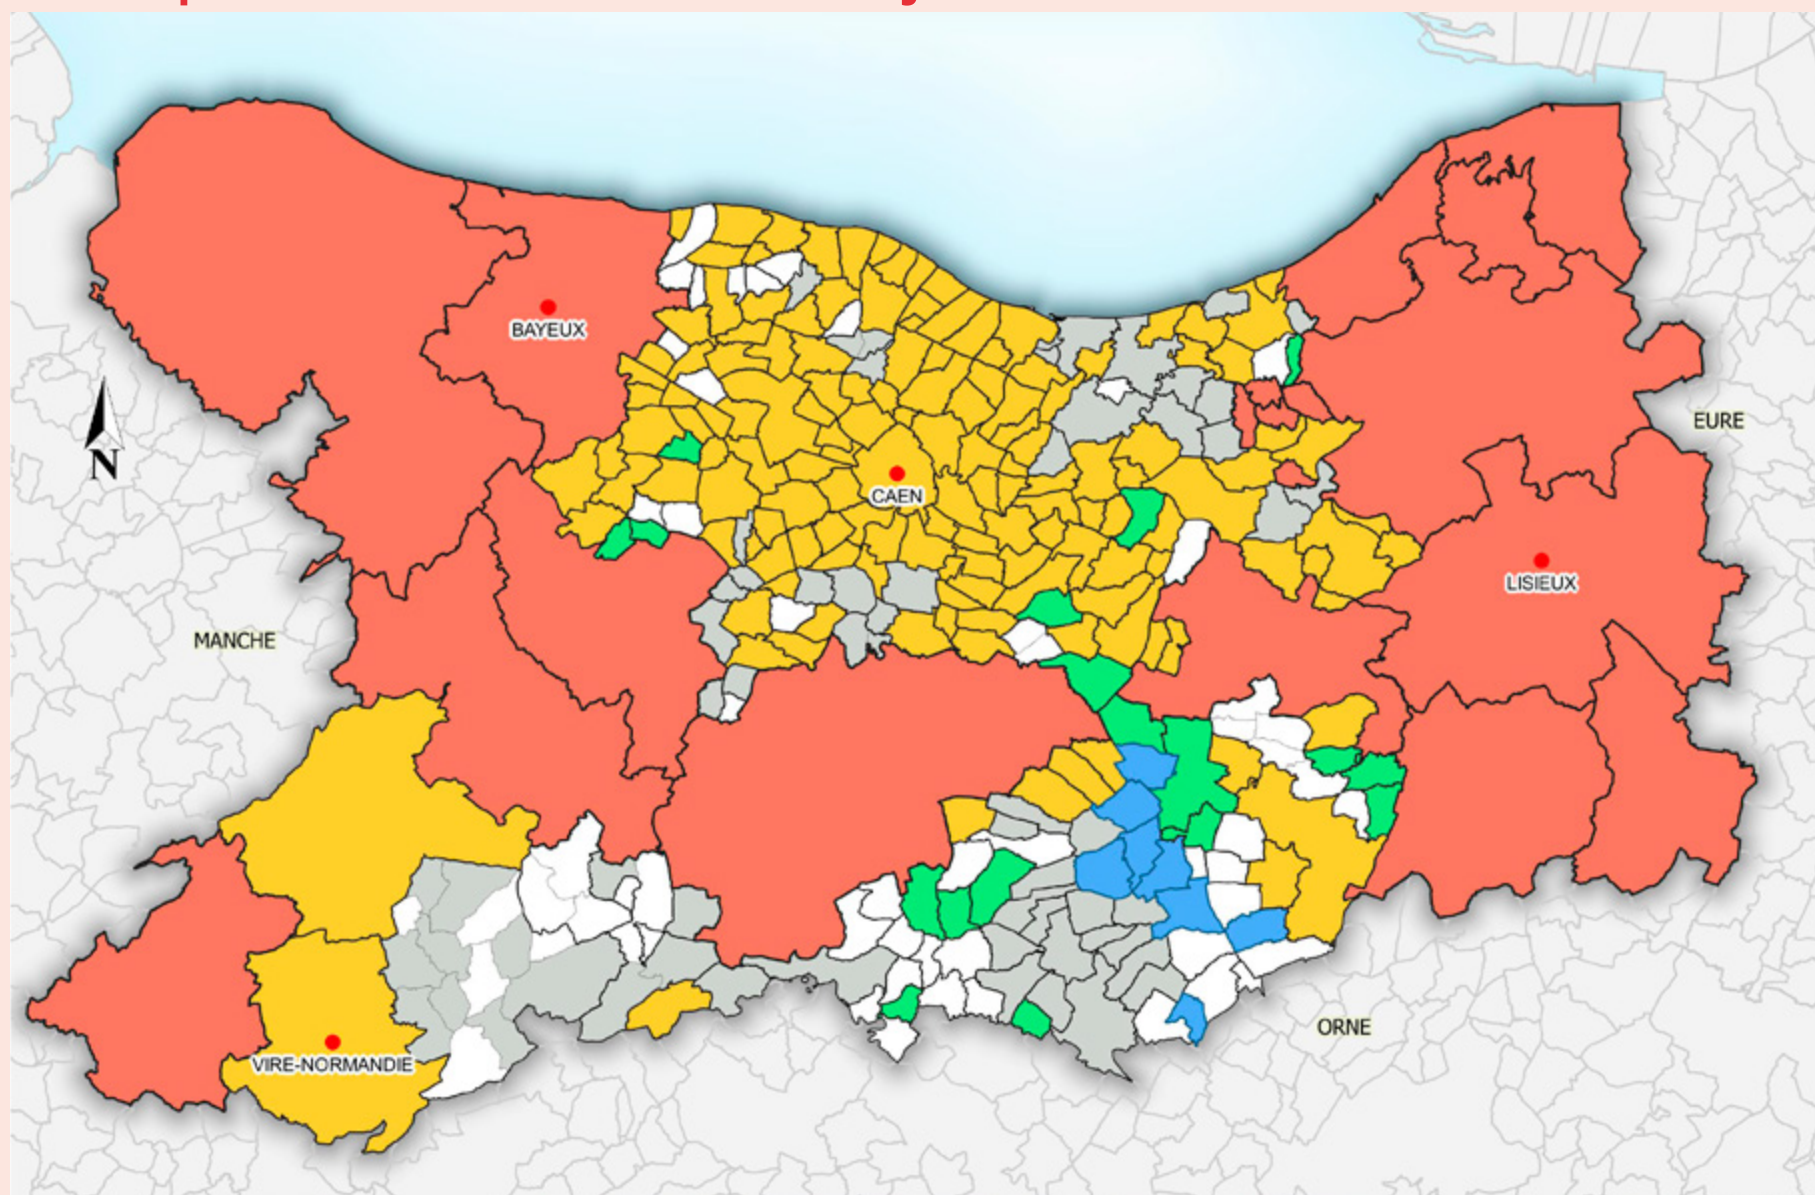 BAYEUX
EURE
N
CAEN
LISIEUX
MANCHE
ORNE
VIRE-NORMANDIE